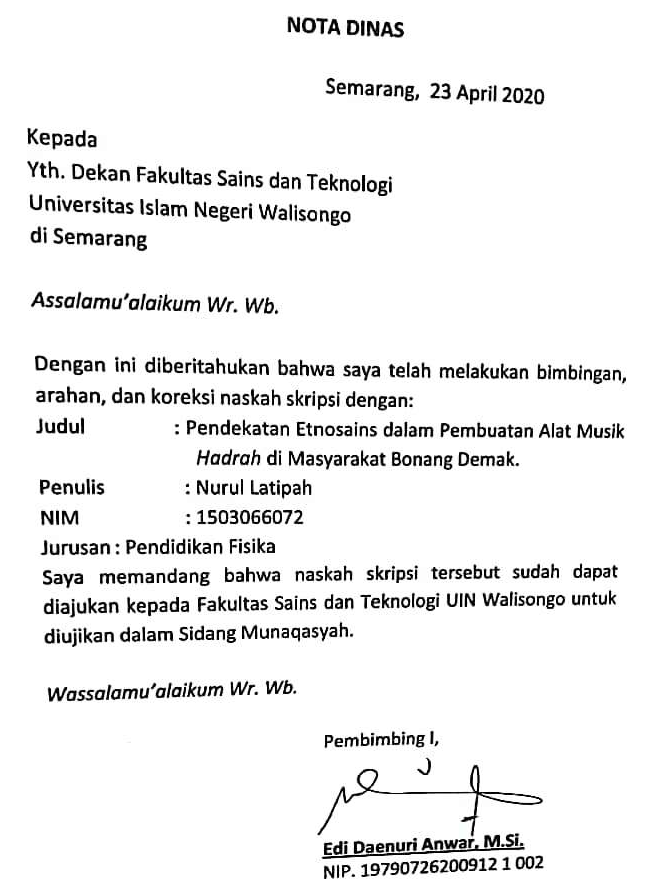 NOTA DINAS
Semarang, 23 April 2020
Kepada
Yth. Dekan Fakultas Sains dan Teknologi
Universitas Islam Negeri Walisongo
di Semarang
Assalamu'alaikum Wr. Wb.
Dengan ini diberitahukan bahwa saya telah melakukan bimbingan,
arahan, dan koreksi naskah skripsi dengan:
Judul : Pendekatan Etnosains dalam Pembuatan Alat Musik
Hadrah di Masyarakat Bonang Demak.
Penulis : Nurul Latipah
NIM : 1503066072
Jurusan : Pendidikan Fisika
Saya memandang bahwa naskah skripsi tersebut sudah dapat
diajukan kepada Fakultas Sains dan Teknologi UIN Walisongo untuk
diujikan dalam Sidang Munaqasyah.
Wassalamu'alaikum Wr. Wb.
Pembimbing I,
Edi Daenuri Anwar, M.Si.
NIP. 19790726200912 1 002